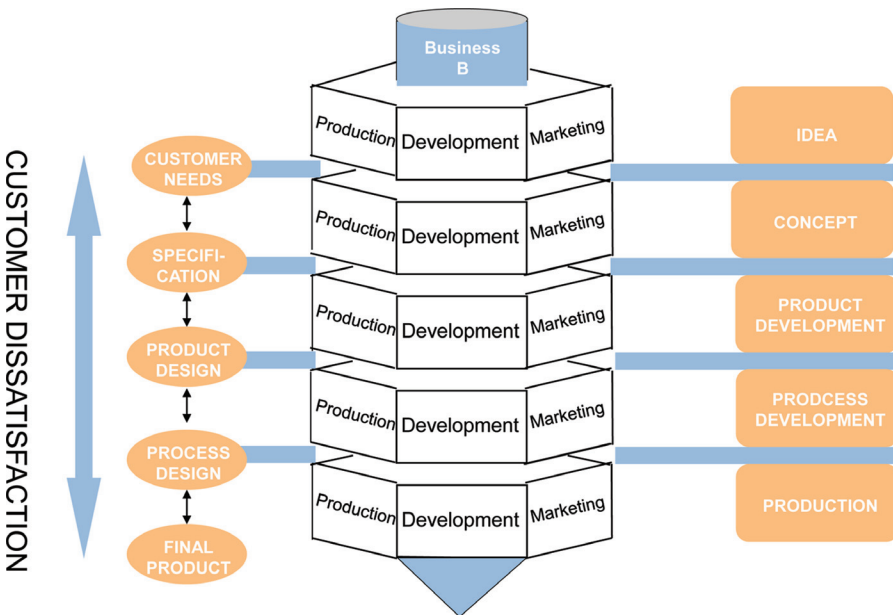 Business
B
Production
Development
Marketing
Production
Development
Marketing
Production
Development
Marketing
Production
Development
Marketing
Production
Development
Marketing
CUSTOMER DISSATISFACTION
CUSTOMER
NEEDS
SPECIFI-
CATION
PRODUCT
DESIGN
PROCESS
DESIGN
FINAL
PRODUCT
IDEA
CONCEPT
PRODUCT
DEVELOPMENT
PRODCESS
DEVELOPMENT
PRODUCTION